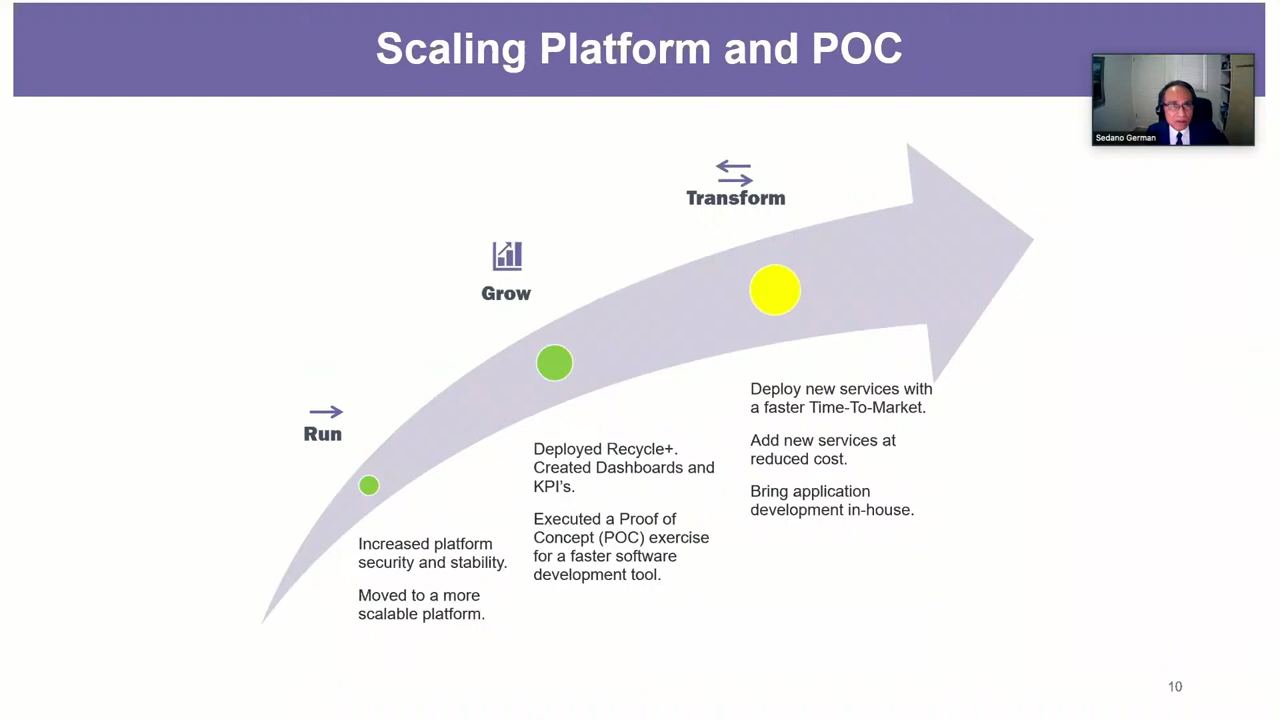 Scaling Platform and POC
Sedano German
Transform
Grow
Run
Increased platform
security and stability.
Moved to a more
scalable platform.
Deployed Recycle+.
Created Dashboards and
KPI's.
Executed a Proof of
Concept (POC) exercise
for a faster software
development tool.
Deploy new services with
a faster Time-To-Market.
Add new services at
reduced cost.
Bring application
development in-house.
10